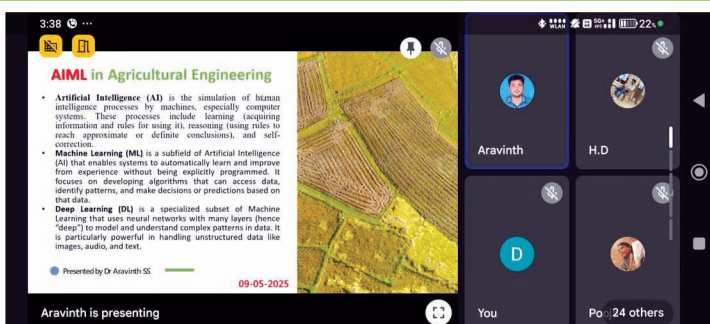 3:38
WLAN 5G+ 22%
AIML in Agricultural Engineering
• Artificial Intelligence (AI) is the simulation of human
intelligence processes by machines, especially computer
systems. These processes include learning (acquiring
information and rules for using it), reasoning (using rules to
reach approximate or definite conclusions), and self-
correction.
• Machine Learning (ML) is a subfield of Artificial Intelligence
(AI) that enables systems to automatically learn and improve
from experience without being explicitly programmed. It
focuses on developing algorithms that can access data,
identify patterns, and make decisions or predictions based on
that data.
• Deep Learning (DL) is a specialized subset of Machine
Learning that uses neural networks with many layers (hence
"deep") to model and understand complex patterns in data. It
is particularly powerful in handling unstructured data like
images, audio, and text.
Presented by Dr Aravinth SS
09-05-2025
Aravinth is presenting
Aravinth
H.D
D
You
Poo
24 others